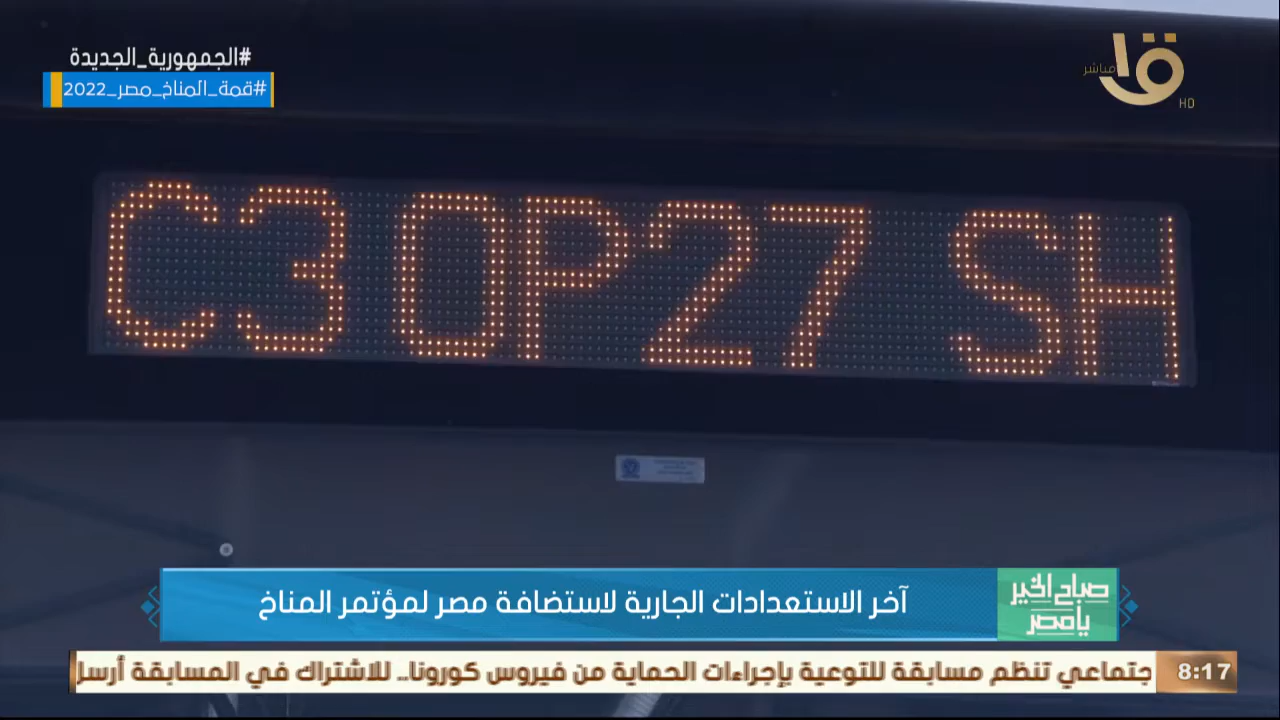 #الجمهورية_الجديدة
#قمة_المناخ_مصر_2022
مباشر
HD
C3 OP27 SH
آخر الاستعدادات الجارية لاستضافة مصر لمؤتمر المناخ
صباح الخير
يا مصر
جتماعي تنظم مسابقة للتوعية بإجراءات الحماية من فيروس كورونا.. للاشتراك في المسابقة أرسل
8:17